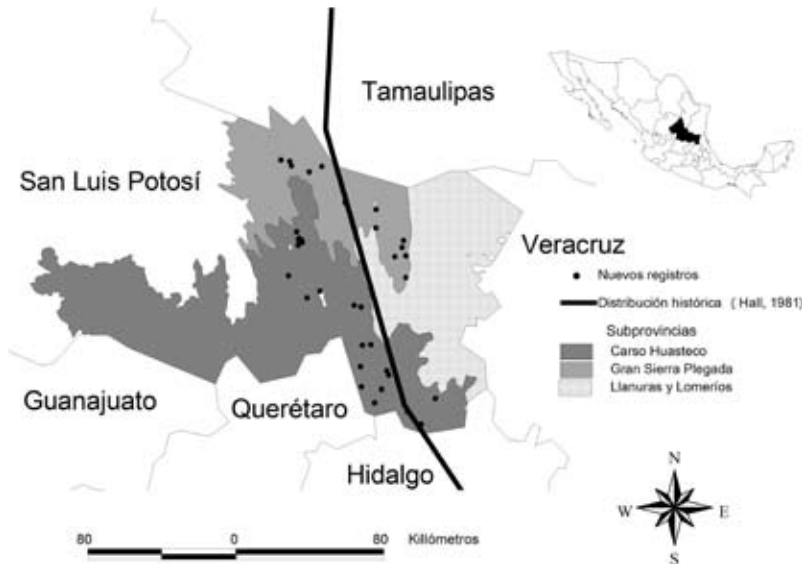 Tamaulipas
San Luis Potosí
Veracruz
Nuevos registros
Distribución histórica ( Hall, 1981)
Subprovincias
Carso Huasteco
Gran Sierra Plegada
Llanuras y Lomeríos
Guanajuato
Querétaro
Hidalgo
N
W
E
S
80
0
80
Killómetros